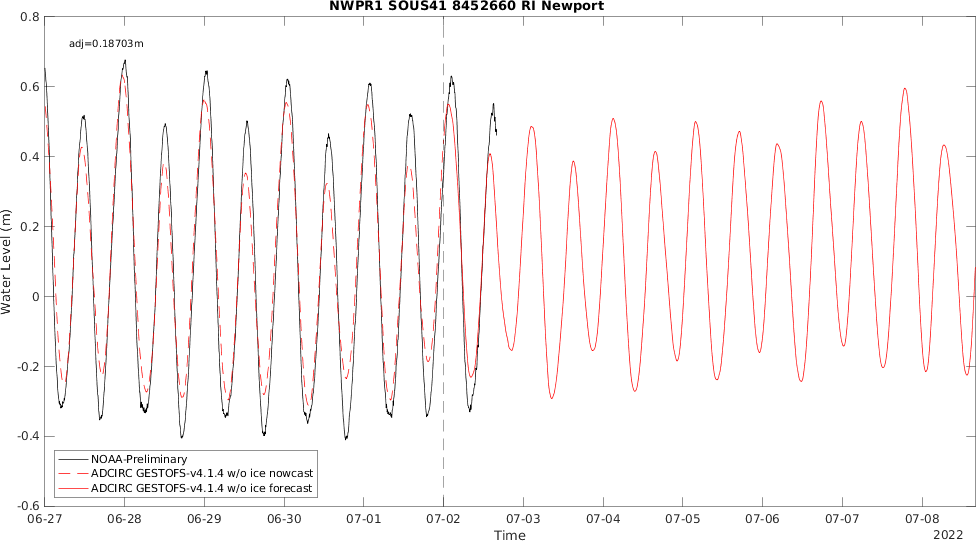 NWPR1 SOUS41 8452660 RI Newport
adj=0.18703m
Water Level (m)
0.8
0.6
0.4
0.2
0
-0.2
-0.4
-0.6
NOAA-Preliminary
ADCIRC GESTOFS-v4.1.4 w/o ice nowcast
ADCIRC GESTOFS-v4.1.4 w/o ice forecast
06-27 06-28 06-29 06-30 07-01 07-02 07-03 07-04 07-05 07-06 07-07 07-08
Time
2022